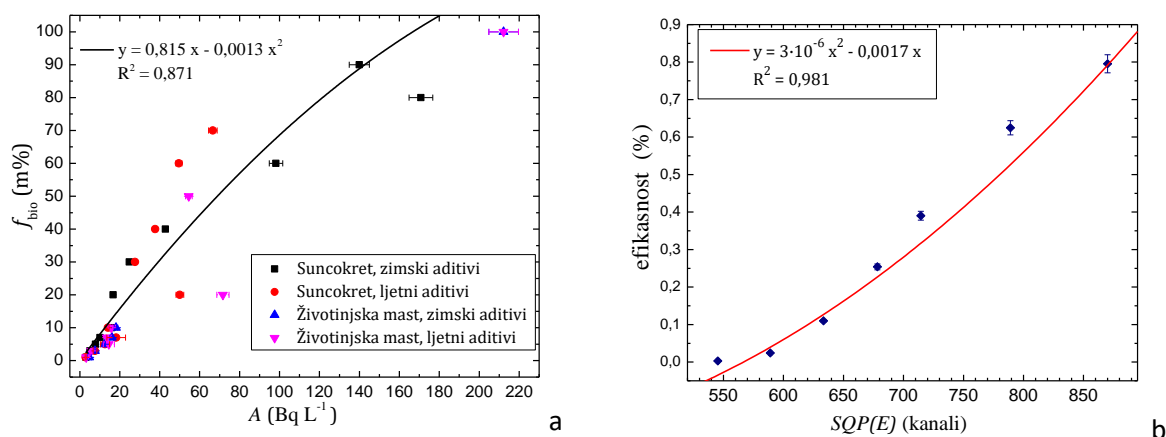 y = 0,815 x - 0,0013 x²
R² = 0,871
100
90
80
70
60
50
40
30
20
10
0
f_bio (m%)
Suncokret, zimski aditivi
Suncokret, ljetni aditivi
Životinjska mast, zimski aditivi
Životinjska mast, ljetni aditivi
0 20 40 60 80 100 120 140 160 180 200 220
A (Bq L⁻¹)
a
y = 3·10⁻⁶ x² - 0,0017 x
R² = 0,981
0,9
0,8
0,7
0,6
0,5
0,4
0,3
0,2
0,1
0,0
efikasnost (%)
550 600 650 700 750 800 850
SQP(E) (kanali)
b